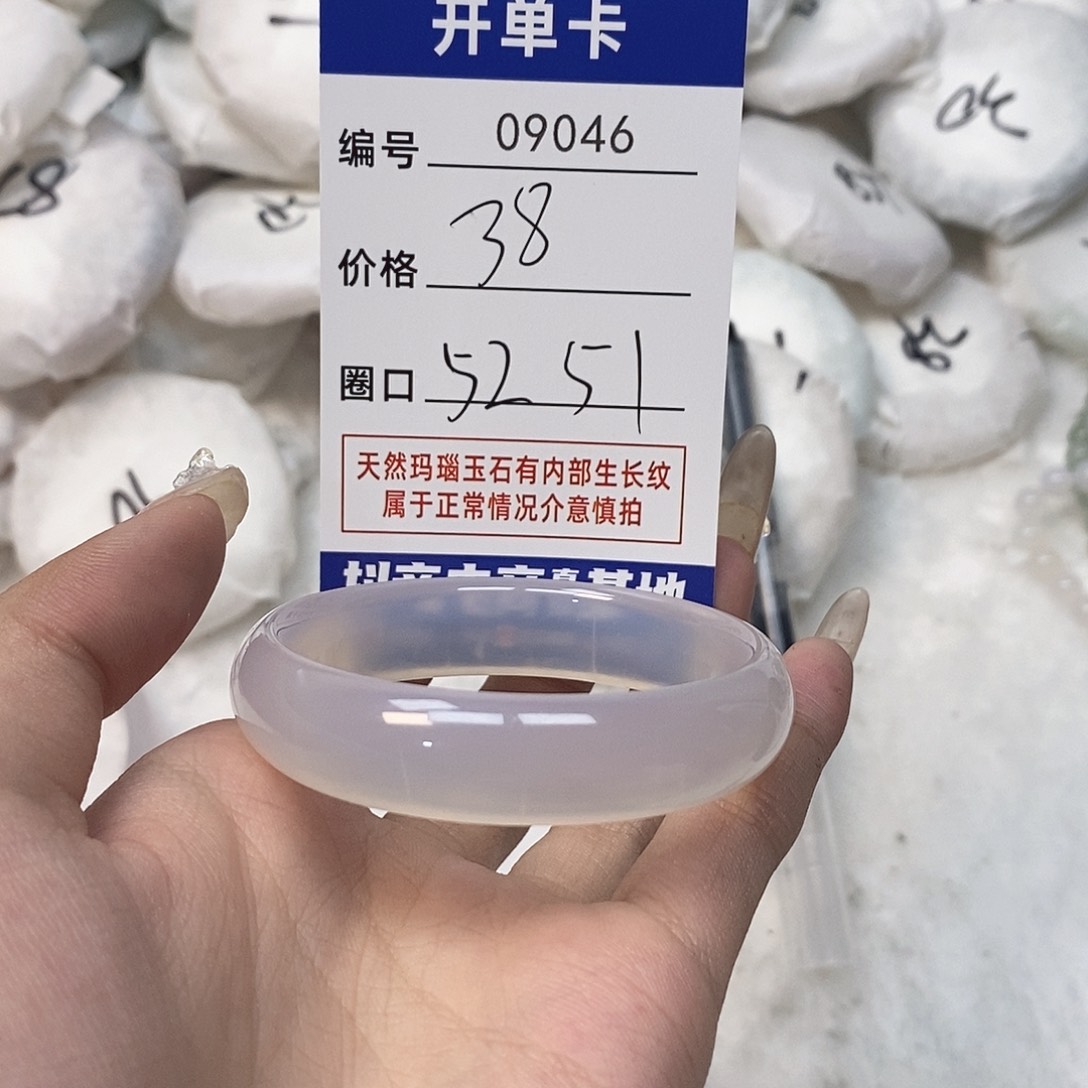 开单卡
编号 09046
价格 38
圈口 52 51
天然玛瑙玉石有内部生长纹
属于正常情况介意慎拍